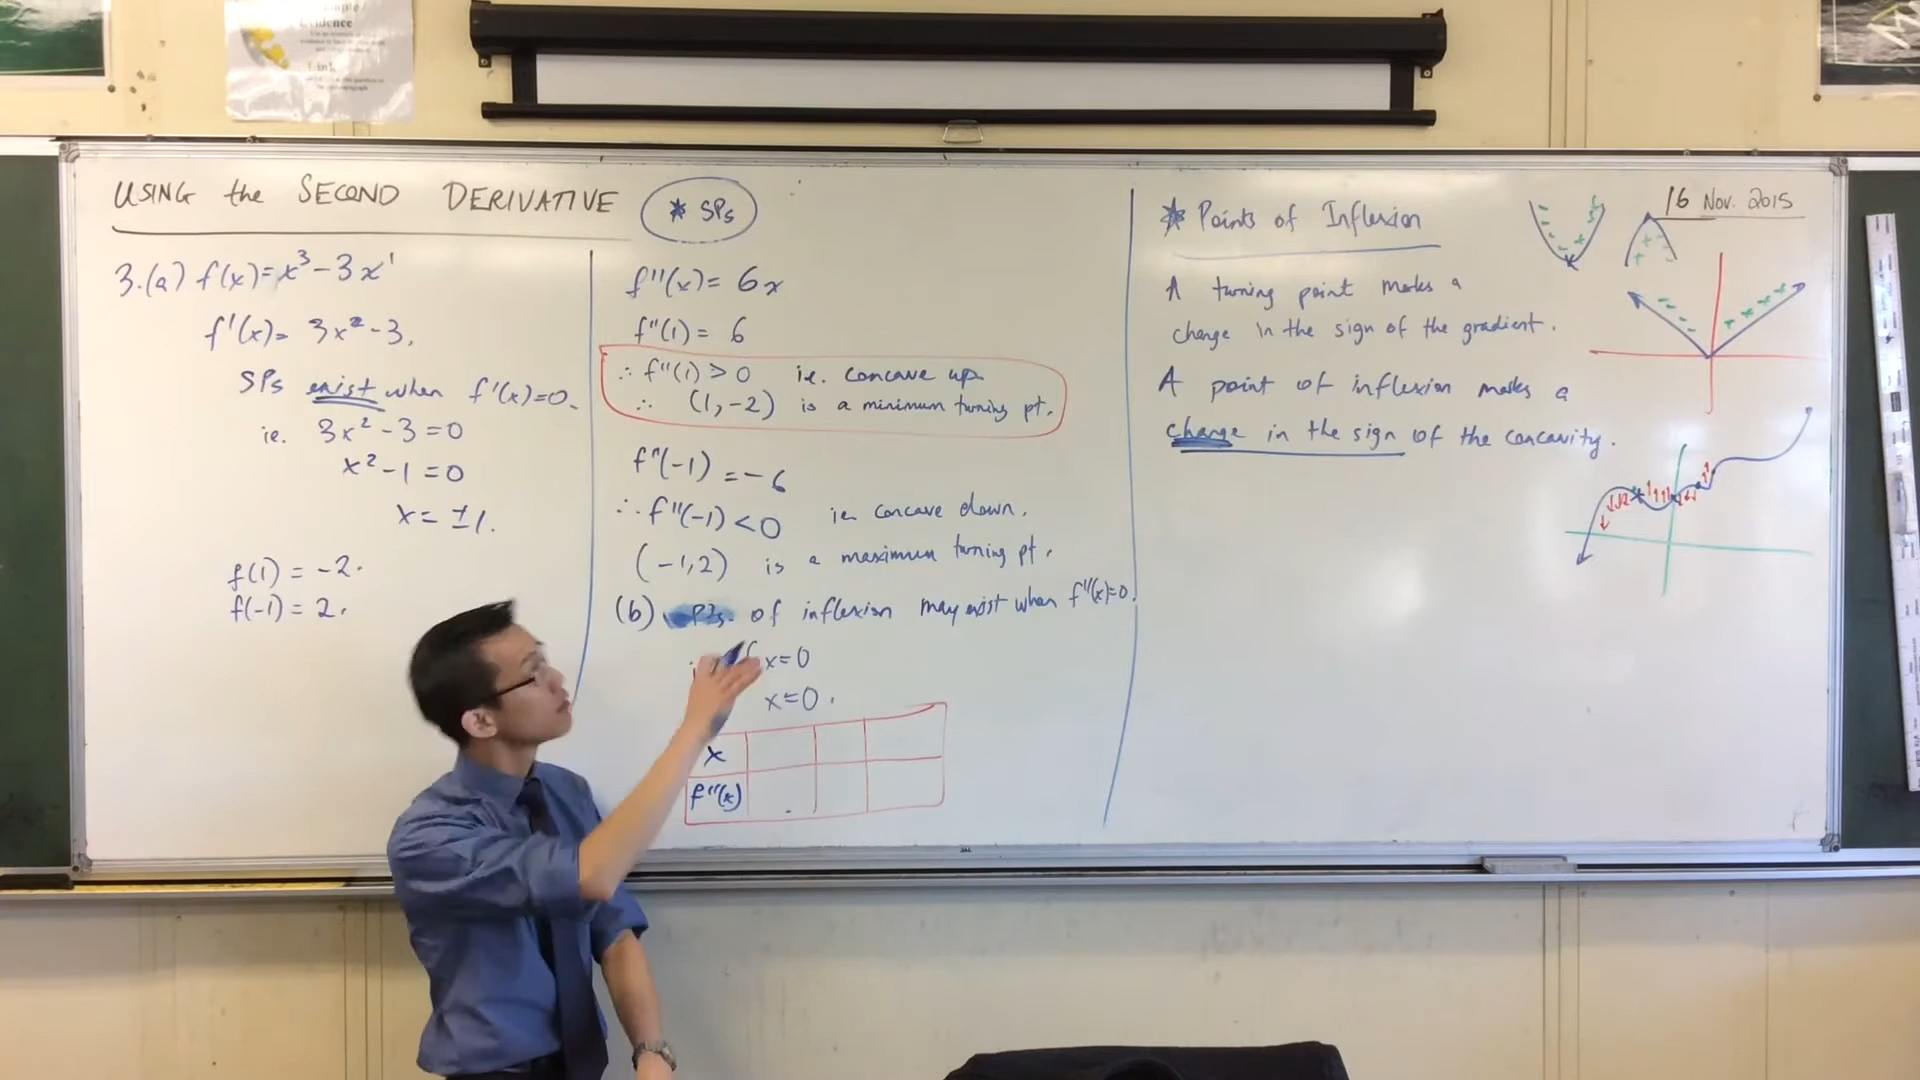 Evidence
Link
USING the SECOND DERIVATIVE
* SPs
3.(a) f(x)=x³-3x¹
f'(x)= 3x²-3.
SPs exist when f'(x)=0.
ie. 3x²-3=0
x²-1=0
x= ±1.
f(1) = -2.
f(-1) = 2.
f''(x)= 6x
f''(1) = 6
∴ f''(1) > 0 ie. concave up
∴ (1,-2) is a minimum turning pt.
f''(-1) = -6
∴ f''(-1) < 0 ie. concave down.
(-1,2) is a maximum turning pt.
(b) Pts. of inflexion may exist when f''(x)=0.
x=0
x=0.
x
f''(x)
* Points of Inflexion
16 Nov. 2015
A turning point marks a
change in the sign of the gradient.
A point of inflexion marks a
change in the sign of the concavity.